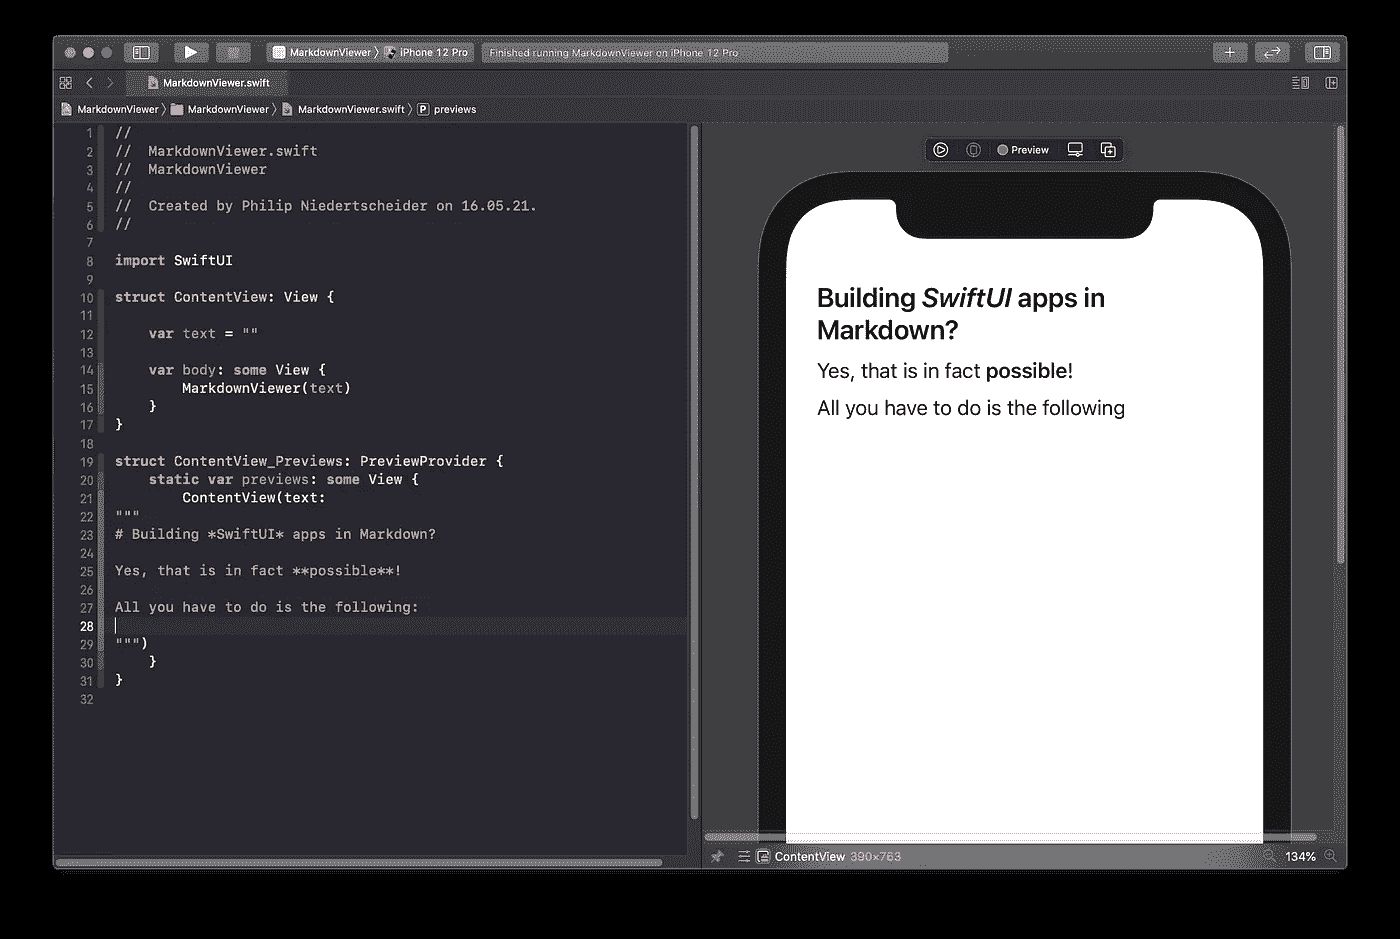 MarkdownViewer 〉 iPhone 12 Pro
Finished running MarkdownViewer on iPhone 12 Pro
MarkdownViewer.swift
MarkdownViewer 〉 MarkdownViewer 〉 MarkdownViewer.swift 〉 P previews
1 //
2 //  MarkdownViewer.swift
3 //  MarkdownViewer
4 //
5 //  Created by Philip Niedertscheider on 16.05.21.
6 //
7
8 import SwiftUI
9
10 struct ContentView: View {
11
12     var text = ""
13
14     var body: some View {
15         MarkdownViewer(text)
16     }
17 }
18
19 struct ContentView_Previews: PreviewProvider {
20     static var previews: some View {
21         ContentView(text:
22 """
23 # Building *SwiftUI* apps in Markdown?
24
25 Yes, that is in fact **possible**!
26
27 All you have to do is the following:
28
29 """)
30     }
31 }
32
Preview
Building SwiftUI apps in
Markdown?
Yes, that is in fact possible!
All you have to do is the following
ContentView 390×763
134%